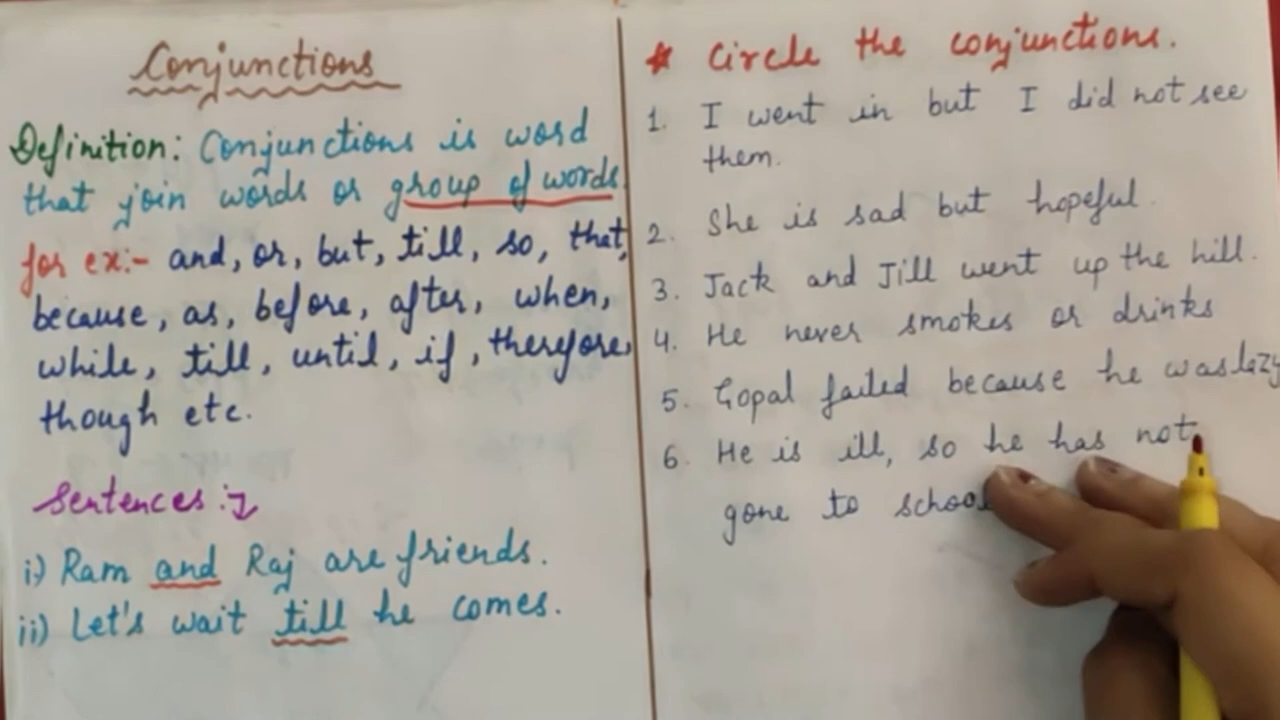 Conjunctions
Definition: Conjunctions is word
that join words or group of words
for ex:- and, or, but, till, so, that,
because, as, before, after, when,
while, till, until, if, therefore,
though etc.
Sentences :-
i) Ram and Raj are friends.
ii) Let's wait till he comes.
* Circle the conjunctions.
1. I went in but I did not see
them.
2. She is sad but hopeful.
3. Jack and Jill went up the hill.
4. He never smokes or drinks
5. Gopal failed because he was lazy
6. He is ill, so he has not
gone to school